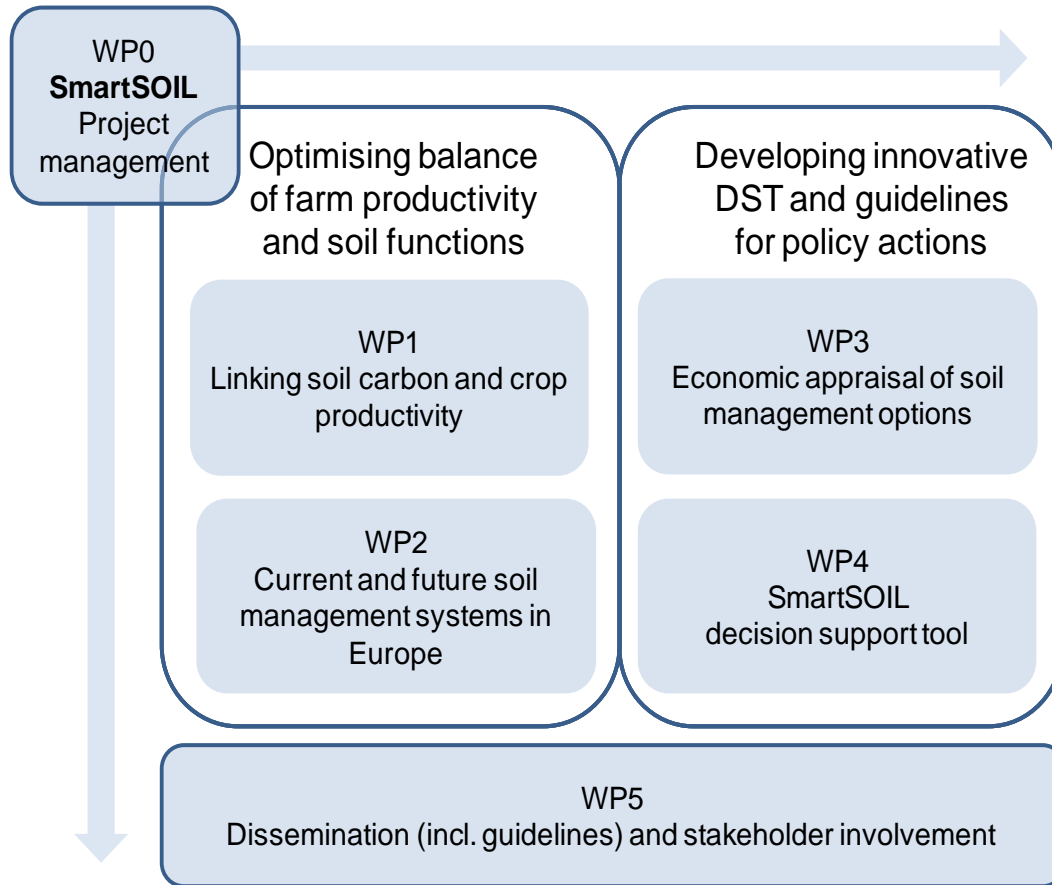 WP0
SmartSOIL
Project
management
Optimising balance
of farm productivity
and soil functions
WP1
Linking soil carbon and crop
productivity
WP2
Current and future soil
management systems in
Europe
Developing innovative
DST and guidelines
for policy actions
WP3
Economic appraisal of soil
management options
WP4
SmartSOIL
decision support tool
WP5
Dissemination (incl. guidelines) and stakeholder involvement